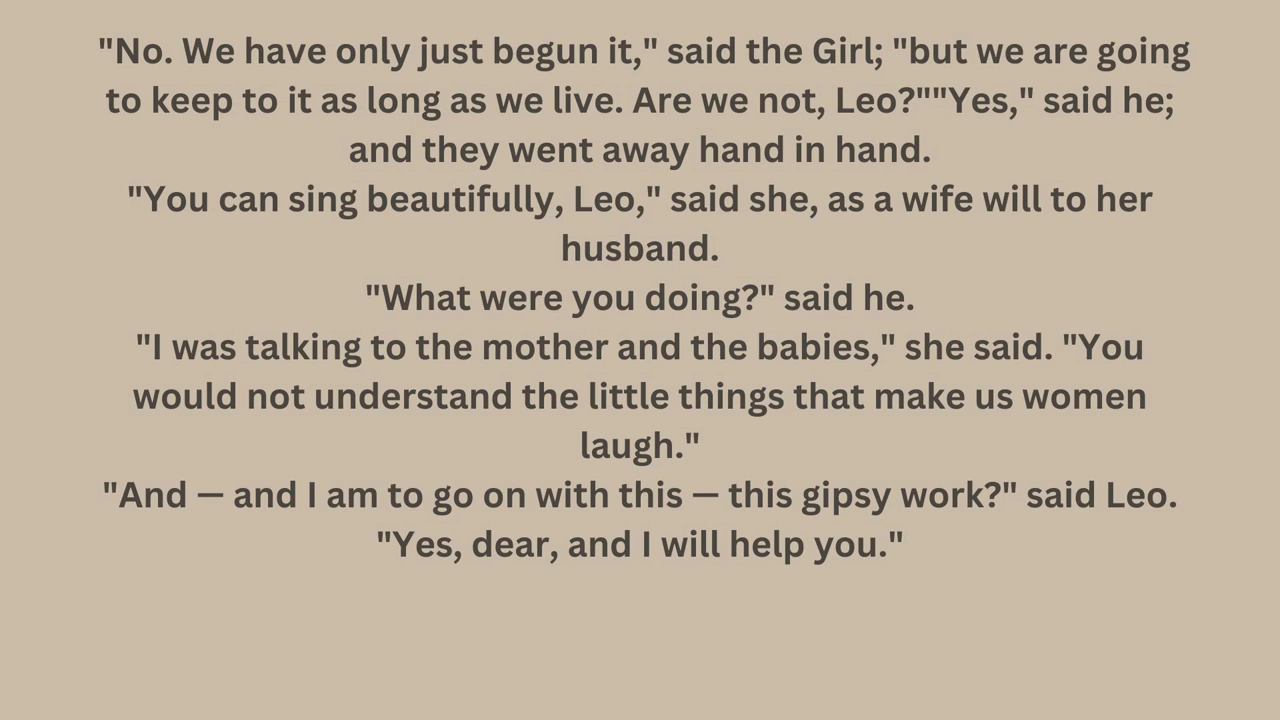 "No. We have only just begun it," said the Girl; "but we are going
to keep to it as long as we live. Are we not, Leo?""Yes," said he;
and they went away hand in hand.
"You can sing beautifully, Leo," said she, as a wife will to her
husband.
"What were you doing?" said he.
"I was talking to the mother and the babies," she said. "You
would not understand the little things that make us women
laugh."
"And — and I am to go on with this — this gipsy work?" said Leo.
"Yes, dear, and I will help you."